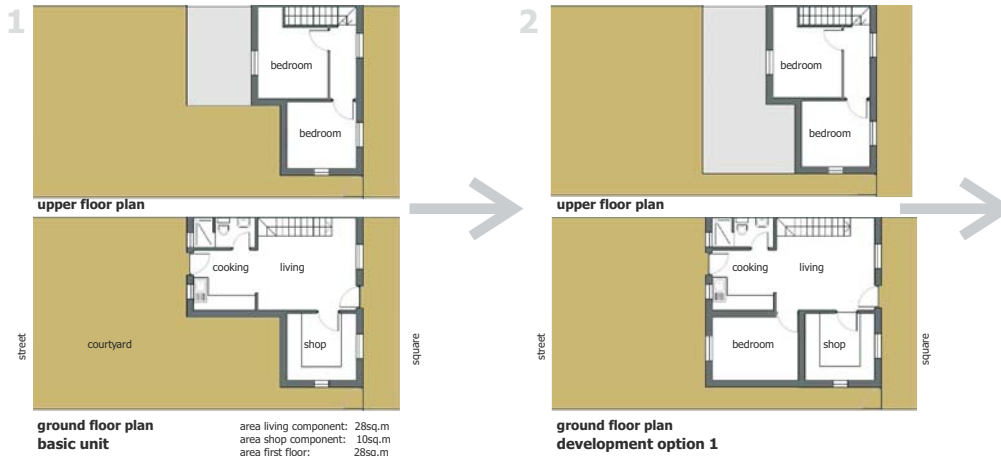 1
bedroom
bedroom
upper floor plan
cooking
living
street
courtyard
shop
square
ground floor plan
basic unit
area living component: 28sq.m
area shop component: 10sq.m
area first floor: 28sq.m
2
bedroom
bedroom
upper floor plan
cooking
living
street
bedroom
shop
square
ground floor plan
development option 1